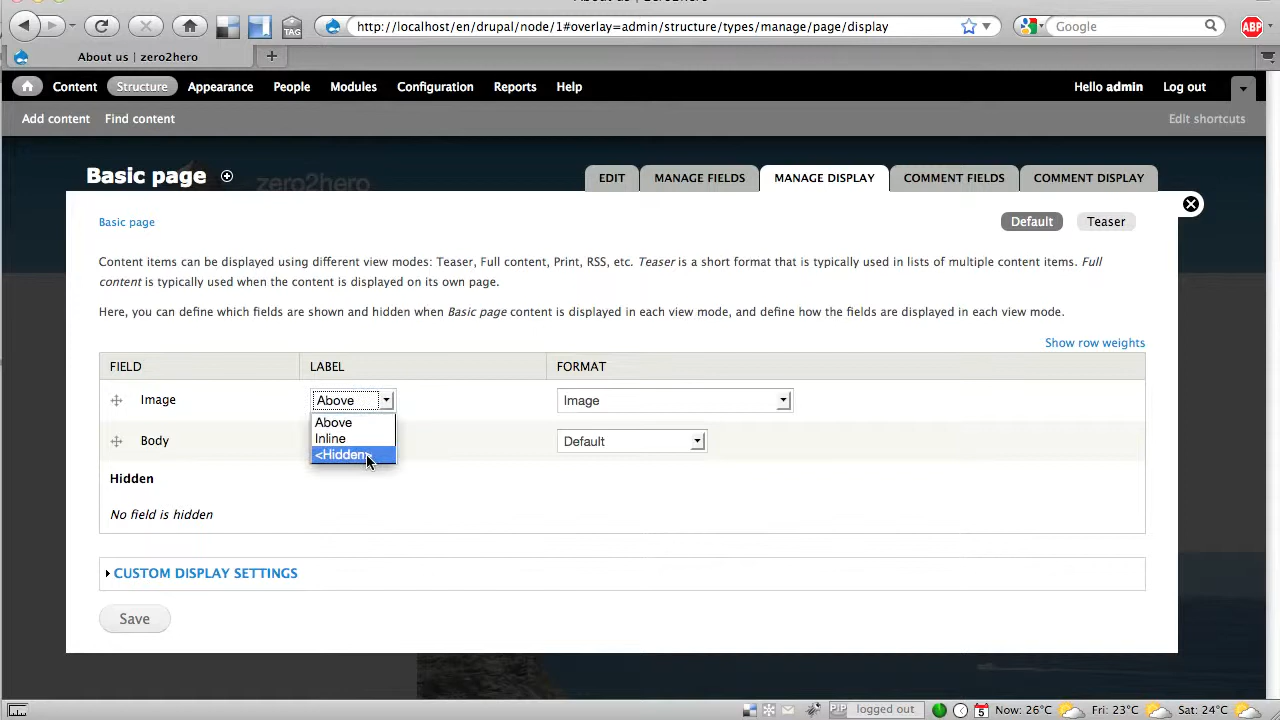 http://localhost/en/drupal/node/1#overlay=admin/structure/types/manage/page/display
Google
ABP
TAG
About us | zero2hero
Content Structure Appearance People Modules Configuration Reports Help Hello admin Log out
Add content Find content Edit shortcuts
Basic page zero2hero EDIT MANAGE FIELDS MANAGE DISPLAY COMMENT FIELDS COMMENT DISPLAY
Basic page Default Teaser
Content items can be displayed using different view modes: Teaser, Full content, Print, RSS, etc. Teaser is a short format that is typically used in lists of multiple content items. Full
content is typically used when the content is displayed on its own page.
Here, you can define which fields are shown and hidden when Basic page content is displayed in each view mode, and define how the fields are displayed in each view mode.
Show row weights
FIELD LABEL FORMAT
Image Above Image
Above
Inline
Body Default
<Hidden>
Hidden
No field is hidden
CUSTOM DISPLAY SETTINGS
Save
PIP logged out 5 Now: 26°C Fri: 23°C Sat: 24°C